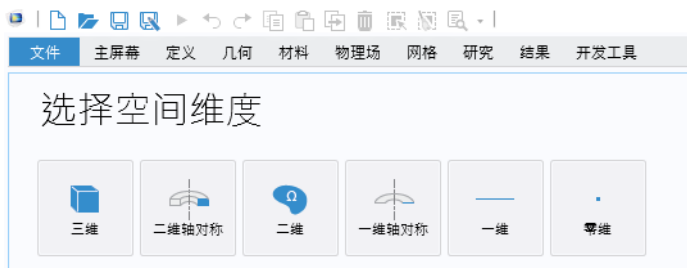 文件 主屏幕 定义 几何 材料 物理场 网格 研究 结果 开发工具
选择空间维度
Ω
三维 二维轴对称 二维 一维轴对称 一维 零维